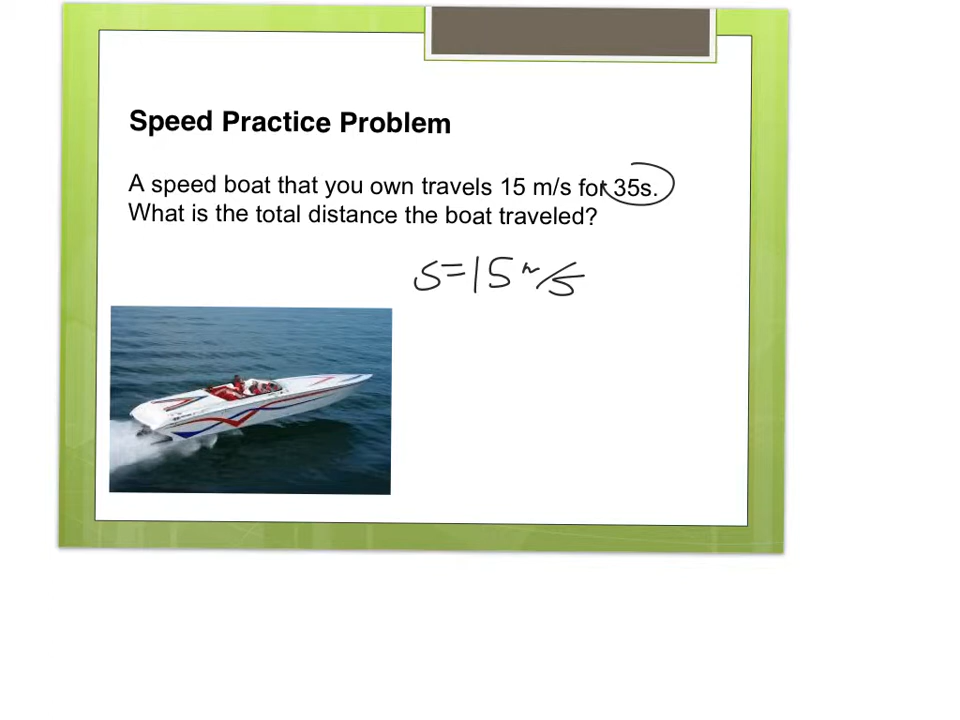 Speed Practice Problem
A speed boat that you own travels 15 m/s for 35s.
What is the total distance the boat traveled?
s=15 m/s